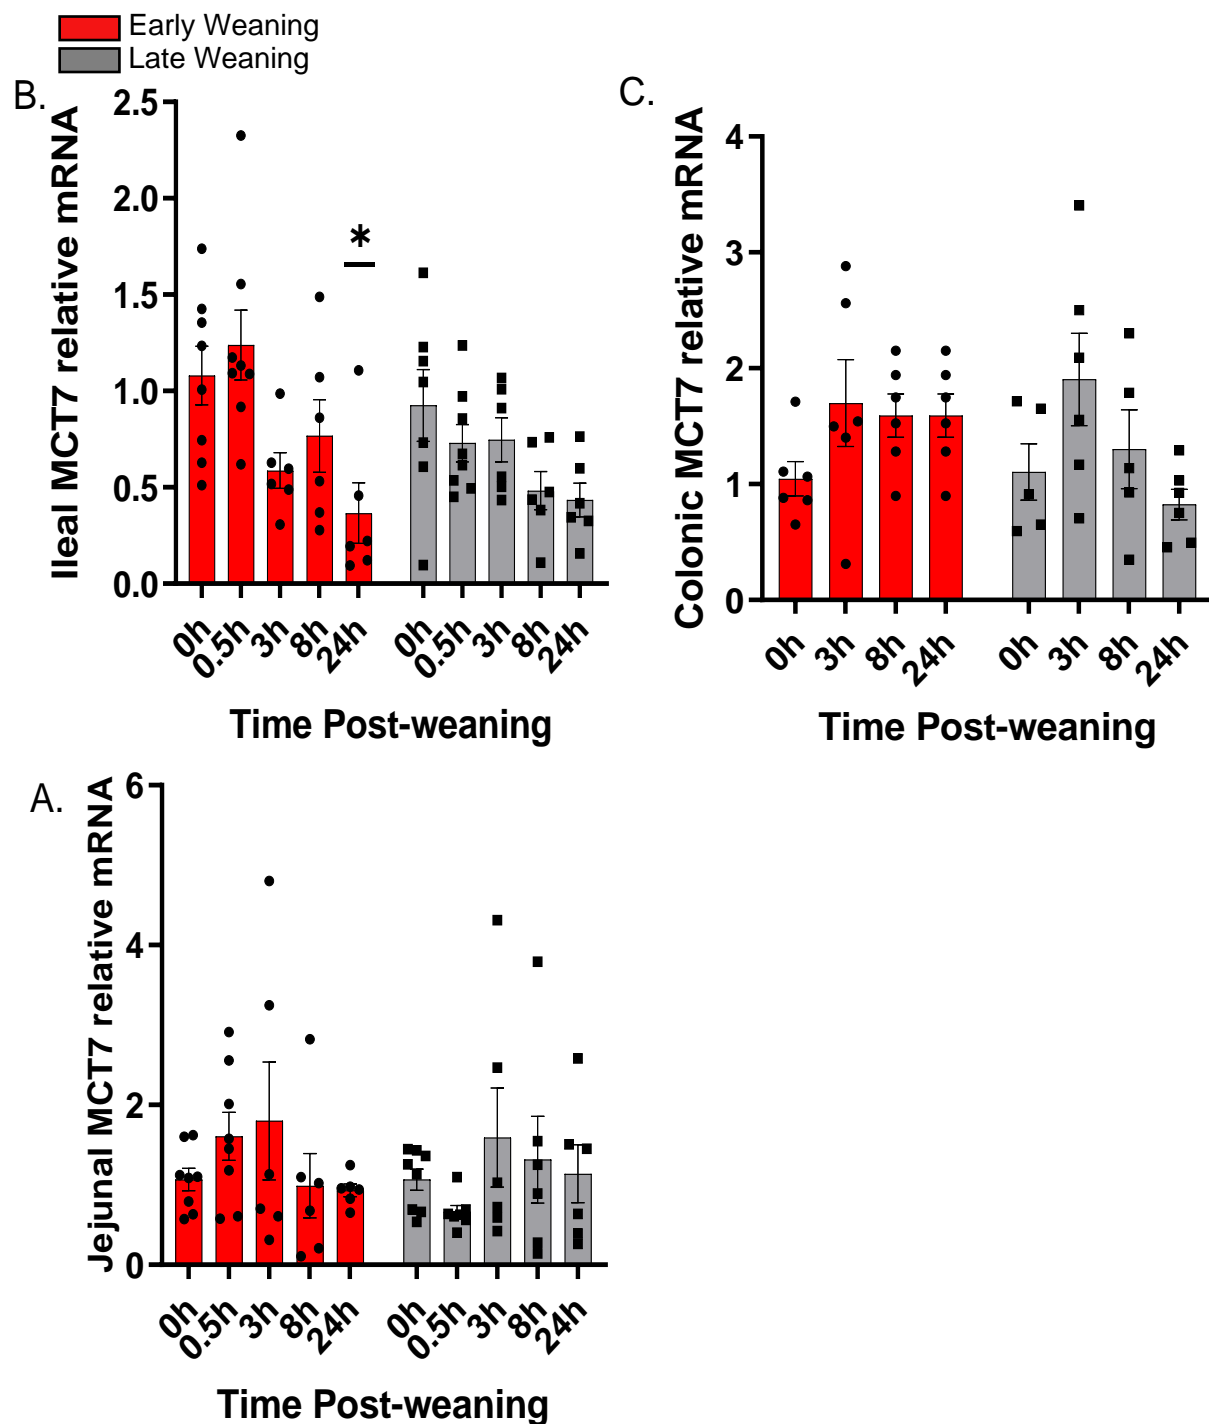 Early Weaning
Late Weaning
B.
Ileal MCT7 relative mRNA
2.5
2.0
1.5
1.0
0.5
0.0
*
0h
0.5h
3h
8h
24h
0h
0.5h
3h
8h
24h
Time Post-weaning
C.
Colonic MCT7 relative mRNA
4
3
2
1
0
0h
3h
8h
24h
0h
3h
8h
24h
Time Post-weaning
A.
Jejunal MCT7 relative mRNA
6
4
2
0
0h
0.5h
3h
8h
24h
0h
0.5h
3h
8h
24h
Time Post-weaning